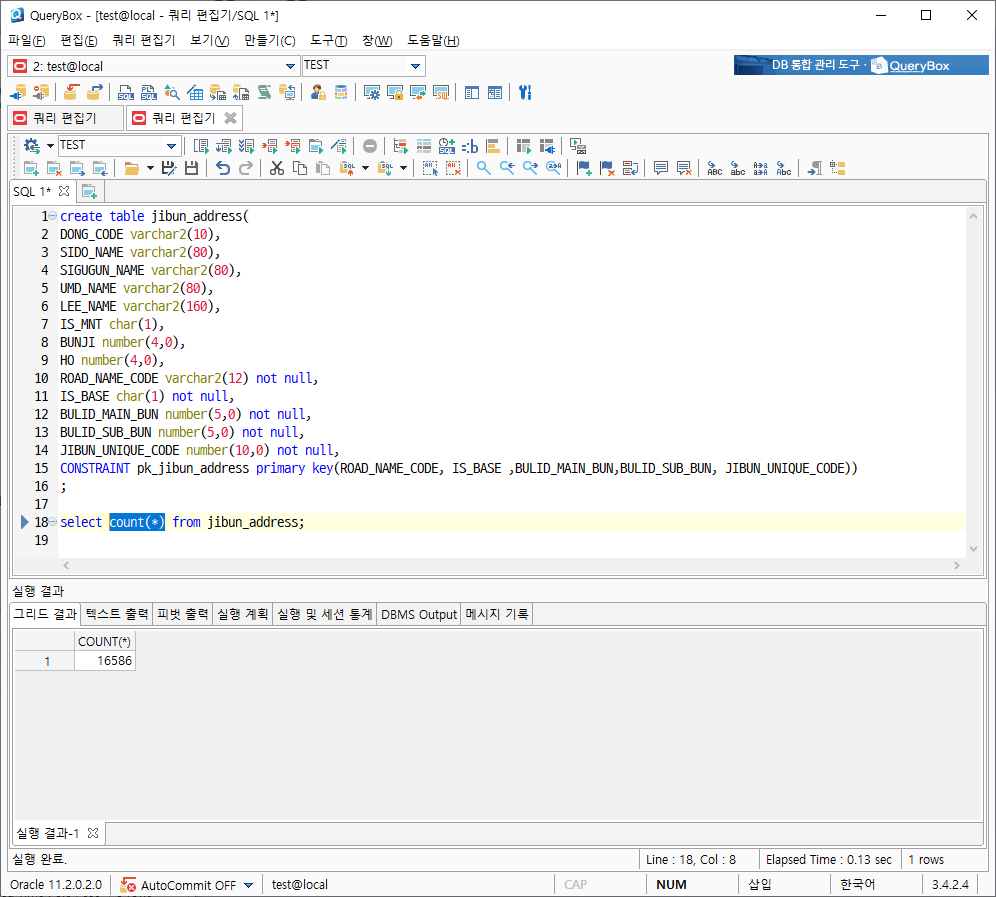 QueryBox - [test@local - 쿼리 편집기/SQL 1*]
파일(F) 편집(E) 쿼리 편집기 보기(V) 만들기(C) 도구(T) 창(W) 도움말(H)
2: test@local TEST DB 통합 관리 도구 · QueryBox
쿼리 편집기 쿼리 편집기
TEST
SQL 1*
1 create table jibun_address(
2 DONG_CODE varchar2(10),
3 SIDO_NAME varchar2(80),
4 SIGUGUN_NAME varchar2(80),
5 UMD_NAME varchar2(80),
6 LEE_NAME varchar2(160),
7 IS_MNT char(1),
8 BUNJI number(4,0),
9 HO number(4,0),
10 ROAD_NAME_CODE varchar2(12) not null,
11 IS_BASE char(1) not null,
12 BULID_MAIN_BUN number(5,0) not null,
13 BULID_SUB_BUN number(5,0) not null,
14 JIBUN_UNIQUE_CODE number(10,0) not null,
15 CONSTRAINT pk_jibun_address primary key(ROAD_NAME_CODE, IS_BASE ,BULID_MAIN_BUN,BULID_SUB_BUN, JIBUN_UNIQUE_CODE))
16 ;
17
18 select count(*) from jibun_address;
19
실행 결과
그리드 결과 텍스트 출력 피벗 출력 실행 계획 실행 및 세션 통계 DBMS Output 메시지 기록
COUNT(*)
1 16586
실행 결과-1
실행 완료. Line : 18, Col : 8 Elapsed Time : 0.13 sec 1 rows
Oracle 11.2.0.2.0 AutoCommit OFF test@local CAP NUM 삽입 한국어 3.4.2.4